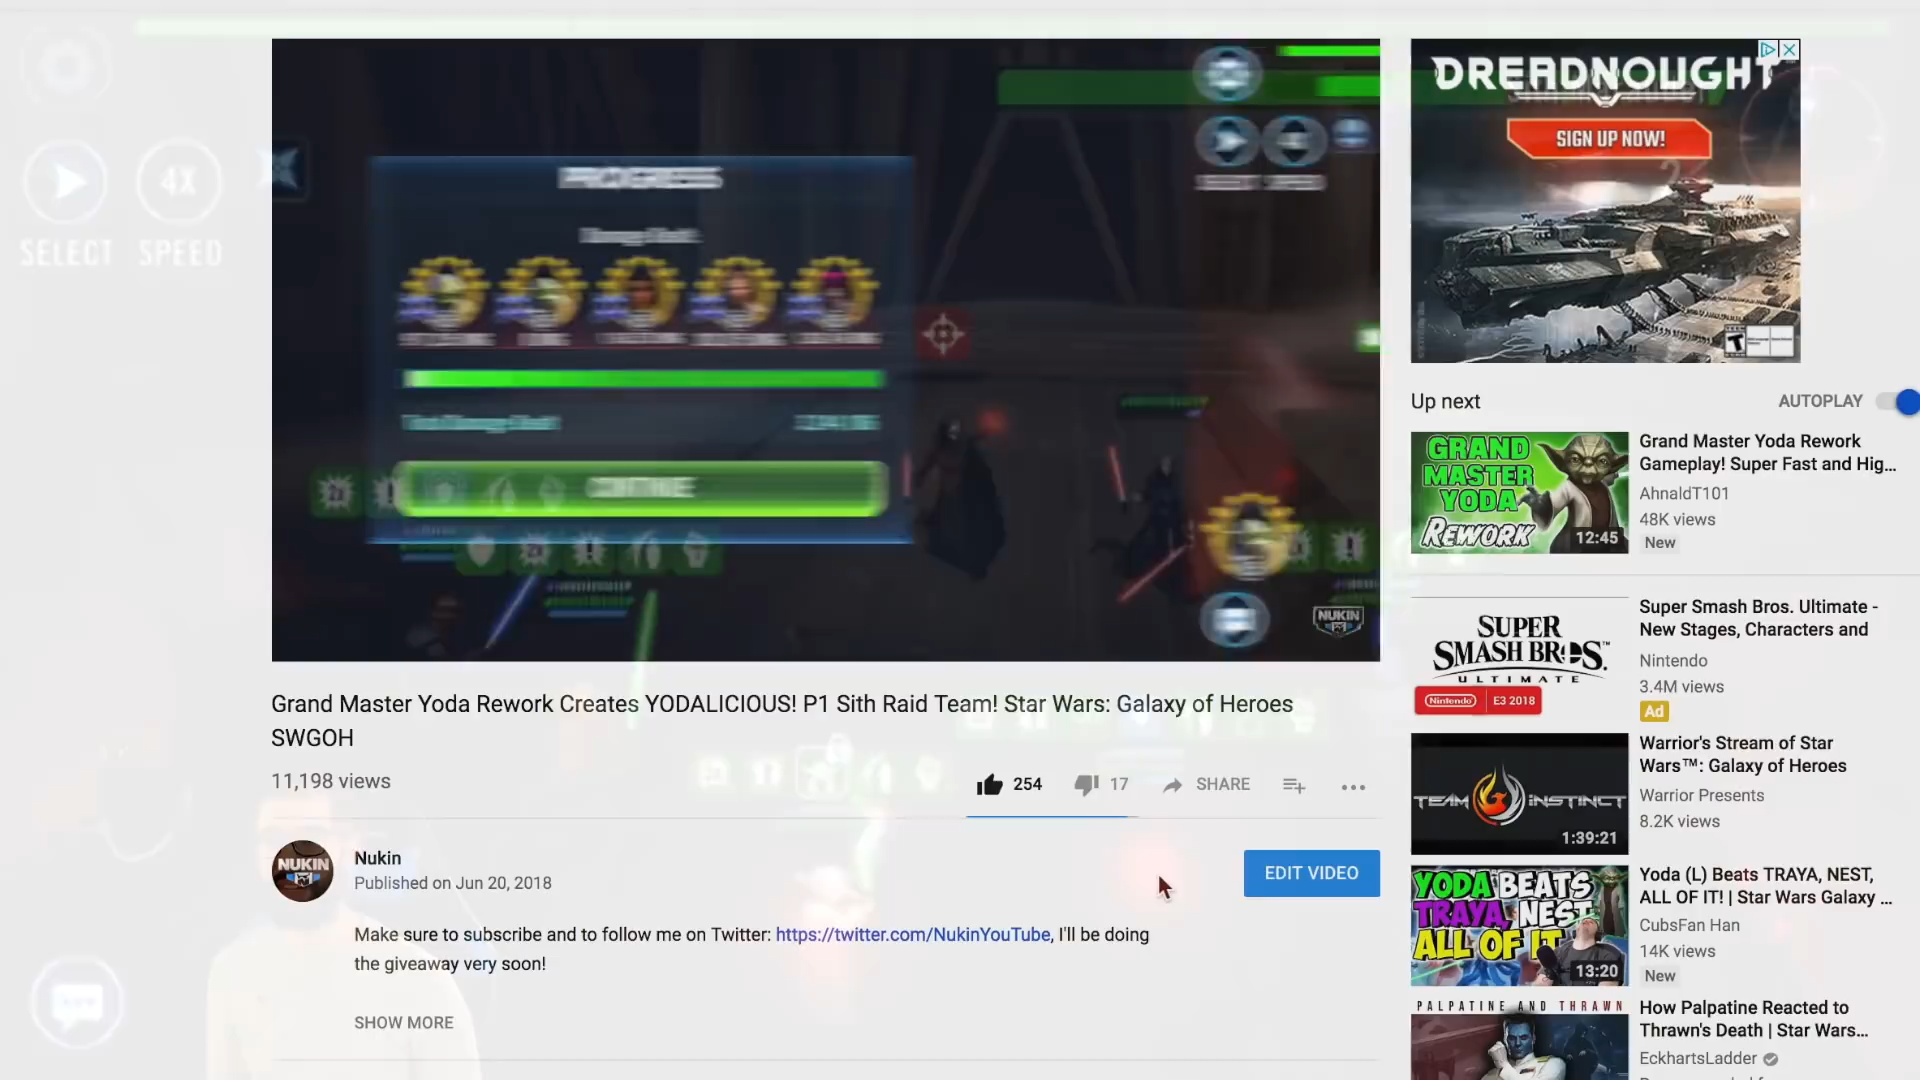 SELECT
4X
SPEED
PROGRESS
CONTINUE
SELECT SPEED
NUKIN
Grand Master Yoda Rework Creates YODALICIOUS! P1 Sith Raid Team! Star Wars: Galaxy of Heroes
SWGOH
11,198 views
254
17
SHARE
NUKIN
Nukin
Published on Jun 20, 2018
EDIT VIDEO
Make sure to subscribe and to follow me on Twitter: https://twitter.com/NukinYouTube, I'll be doing
the giveaway very soon!
SHOW MORE
DREADNOUGHT
SIGN UP NOW!
TEEN
T
Up next
AUTOPLAY
GRAND
MASTER
YODA
REWORK
12:45
Grand Master Yoda Rework
Gameplay! Super Fast and Hig...
AhnaldT101
48K views
New
SUPER
SMASH BROS.™
ULTIMATE
Nintendo
E3 2018
Super Smash Bros. Ultimate -
New Stages, Characters and
Nintendo
3.4M views
Ad
TEAM INSTINCT
1:39:21
Warrior's Stream of Star
Wars™: Galaxy of Heroes
Warrior Presents
8.2K views
YODA BEATS
TRAYA, NEST,
ALL OF IT
13:20
Yoda (L) Beats TRAYA, NEST,
ALL OF IT! | Star Wars Galaxy ...
CubsFan Han
14K views
New
PALPATINE AND THRAWN
How Palpatine Reacted to
Thrawn's Death | Star Wars...
EckhartsLadder